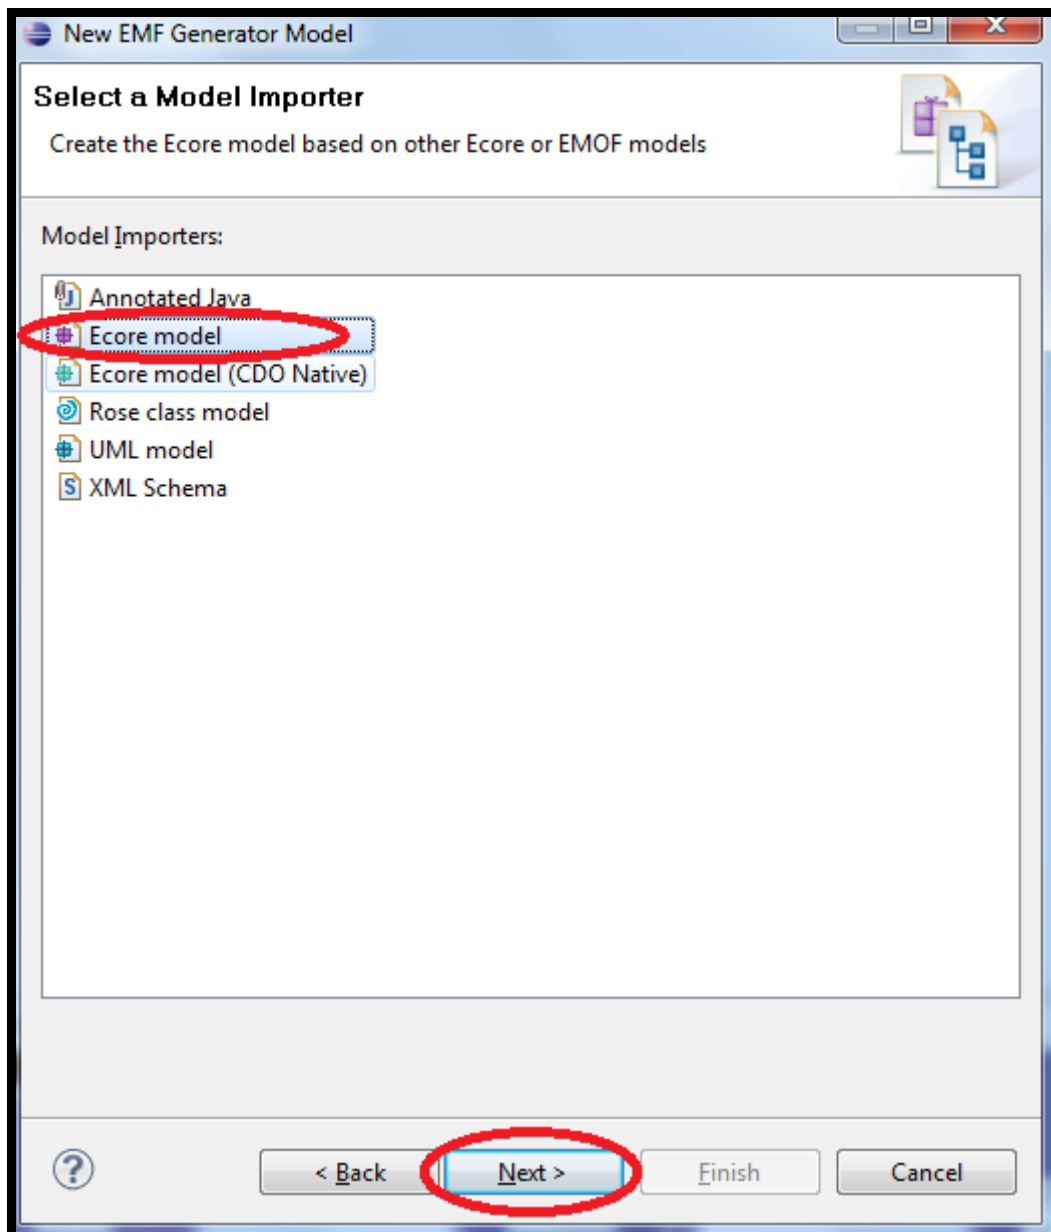 New EMF Generator Model
Select a Model Importer
Create the Ecore model based on other Ecore or EMOF models
Model Importers:
Annotated Java
Ecore model
Ecore model (CDO Native)
Rose class model
UML model
XML Schema
< Back Next > Finish Cancel